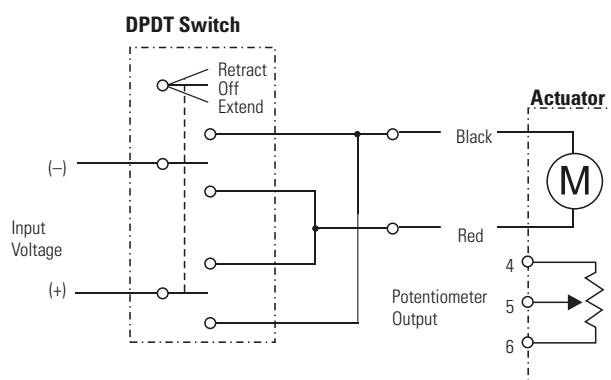 DPDT Switch
Retract
Off
Extend
Actuator
(–)
Black
M
Input
Voltage
Red
(+)
Potentiometer
Output
4
5
6